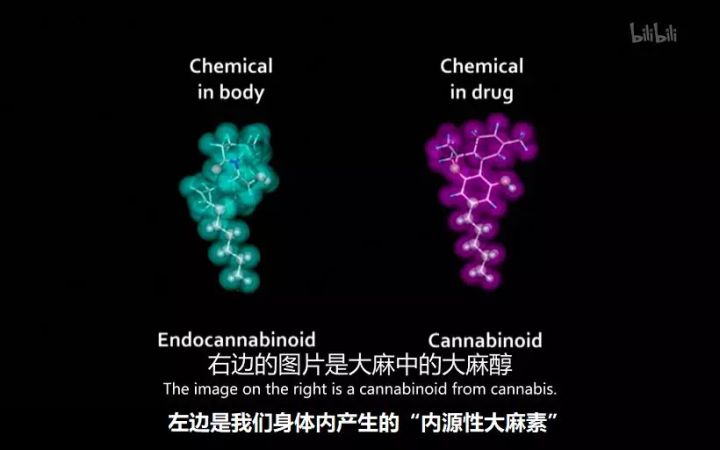 bilibili
Chemical
in body
Chemical
in drug
Endocannabinoid
Cannabinoid
右边的图片是大麻中的大麻醇
The image on the right is a cannabinoid from cannabis.
左边是我们身体内产生的“内源性大麻素”